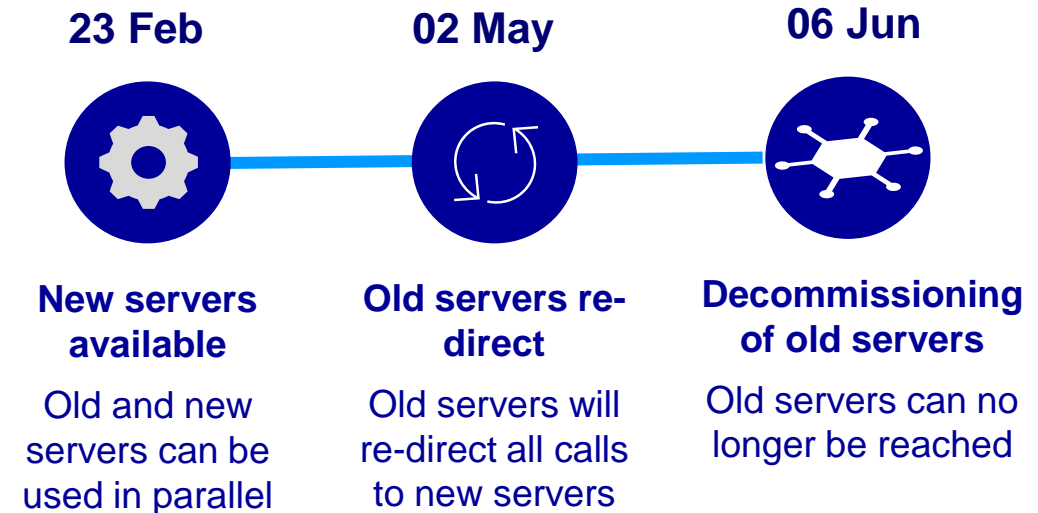 23 Feb
02 May
06 Jun
New servers
available
Old and new
servers can be
used in parallel
Old servers re-
direct
Old servers will
re-direct all calls
to new servers
Decommissioning
of old servers
Old servers can no
longer be reached